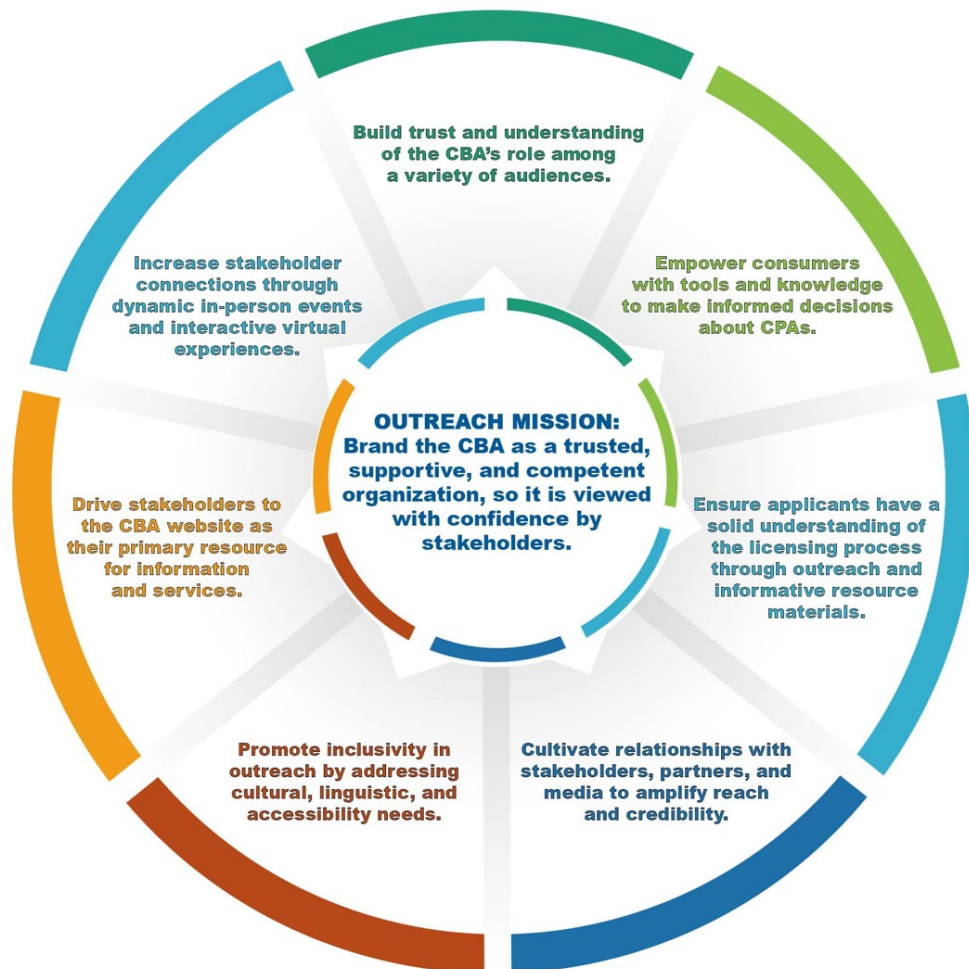 Build trust and understanding
of the CBA’s role among
a variety of audiences.
Empower consumers
with tools and knowledge
to make informed decisions
about CPAs.
Ensure applicants have a
solid understanding of
the licensing process
through outreach and
informative resource
materials.
Cultivate relationships with
stakeholders, partners, and
media to amplify reach
and credibility.
Promote inclusivity in
outreach by addressing
cultural, linguistic, and
accessibility needs.
Drive stakeholders to
the CBA website as
their primary resource
for information
and services.
Increase stakeholder
connections through
dynamic in-person events
and interactive virtual
experiences.
OUTREACH MISSION:
Brand the CBA as a trusted,
supportive, and competent
organization, so it is viewed
with confidence by
stakeholders.